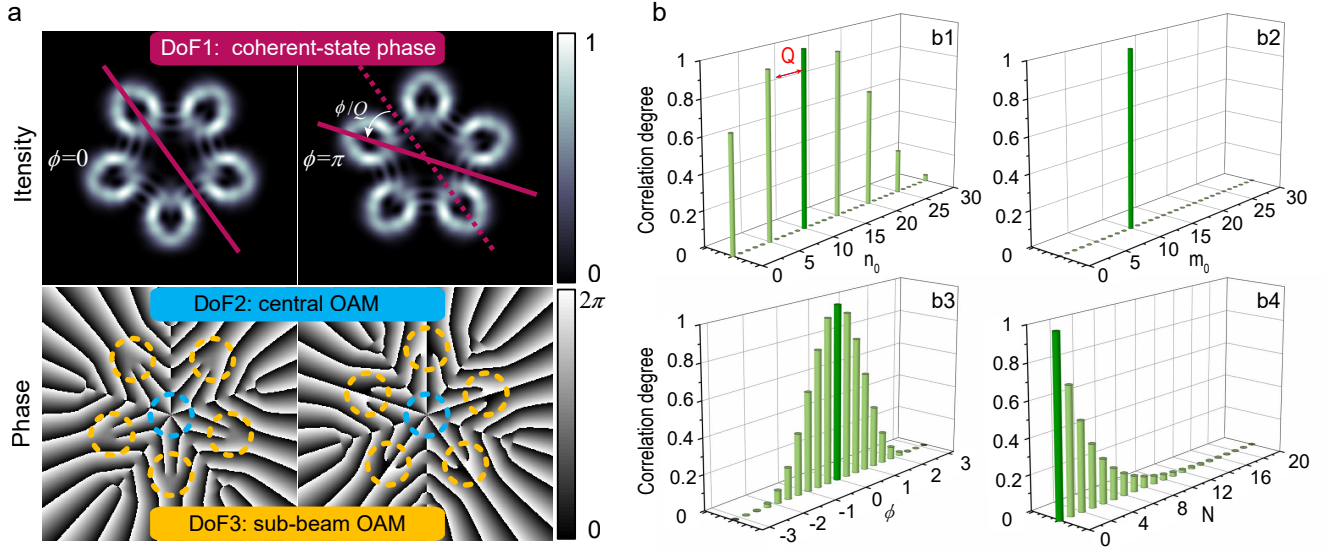 a
DoF1: coherent-state phase
ϕ=0
ϕ/Q
ϕ=π
Itensity
1
0
DoF2: central OAM
DoF3: sub-beam OAM
Phase
2π
0
b
b1
Q
Correlation degree
1
0.8
0.6
0.4
0.2
0
0
5
10
15
20
25
30
n₀
b2
1
0.8
0.6
0.4
0.2
0
0
5
10
15
20
25
30
m₀
b3
Correlation degree
1
0.8
0.6
0.4
0.2
0
-3
-2
-1
0
1
2
3
ϕ
b4
1
0.8
0.6
0.4
0.2
0
0
4
8
12
16
20
N